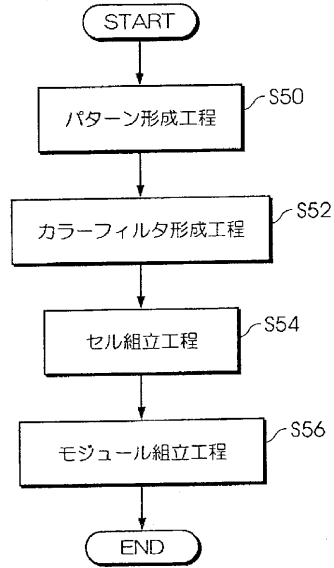 START
パターン形成工程
S50
カラーフィルタ形成工程
S52
セル組立工程
S54
モジュール組立工程
S56
END